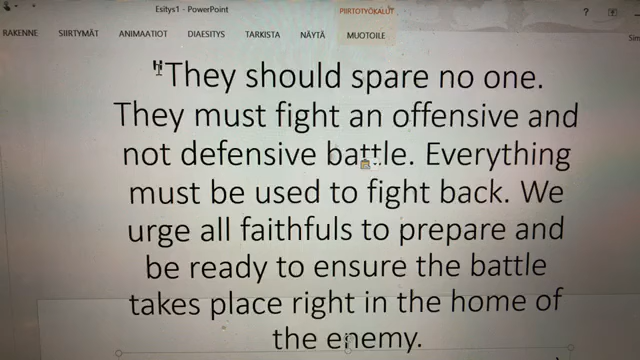 Esitys1 - PowerPoint
PIIRTOTYÖKALUT
?
RAKENNE SIIRTYMÄT ANIMAATIOT DIAESITYS TARKISTA NÄYTÄ MUOTOILE
"They should spare no one.
They must fight an offensive and
not defensive battle. Everything
must be used to fight back. We
urge all faithfuls to prepare and
be ready to ensure the battle
takes place right in the home of
the enemy.